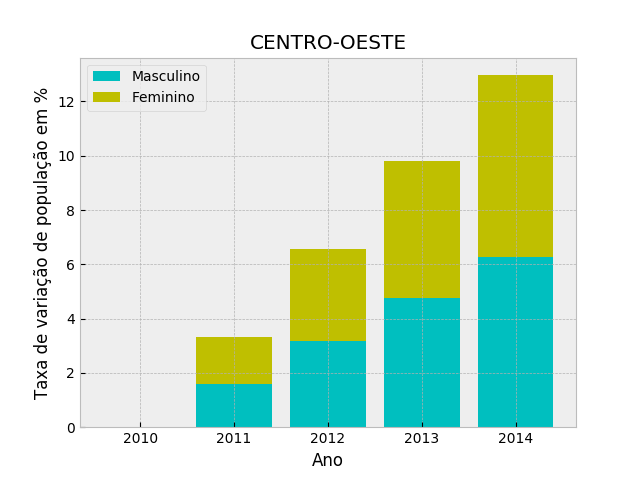 CENTRO-OESTE
Masculino
Feminino
Taxa de variação de população em %
12
10
8
6
4
2
0
2010 2011 2012 2013 2014
Ano